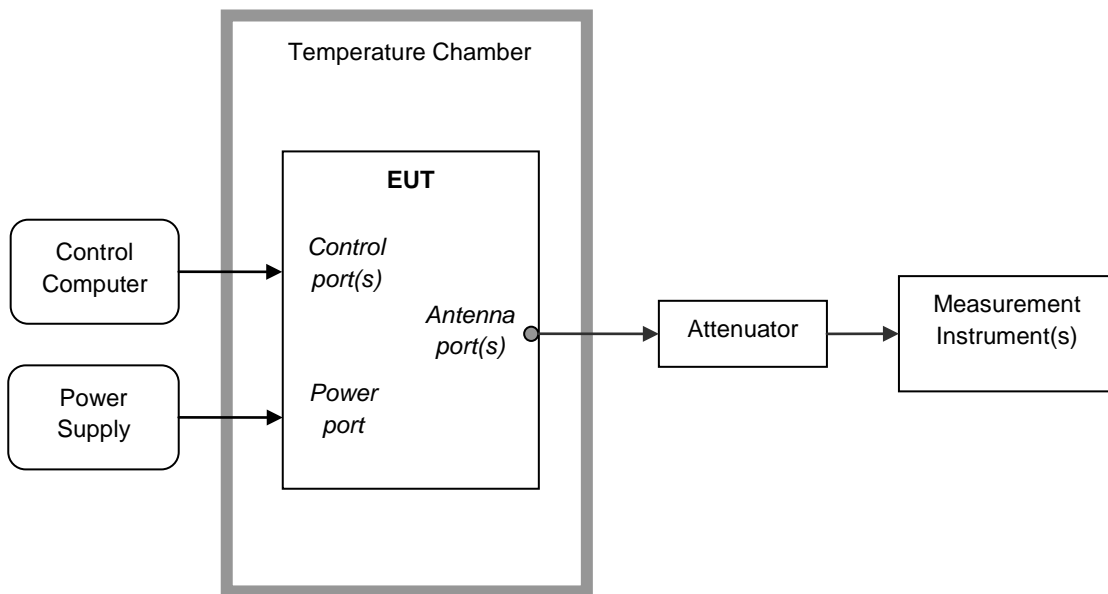 Temperature Chamber
EUT
Control
Computer
Control
port(s)
Antenna
port(s)
Attenuator
Measurement
Instrument(s)
Power
Supply
Power
port